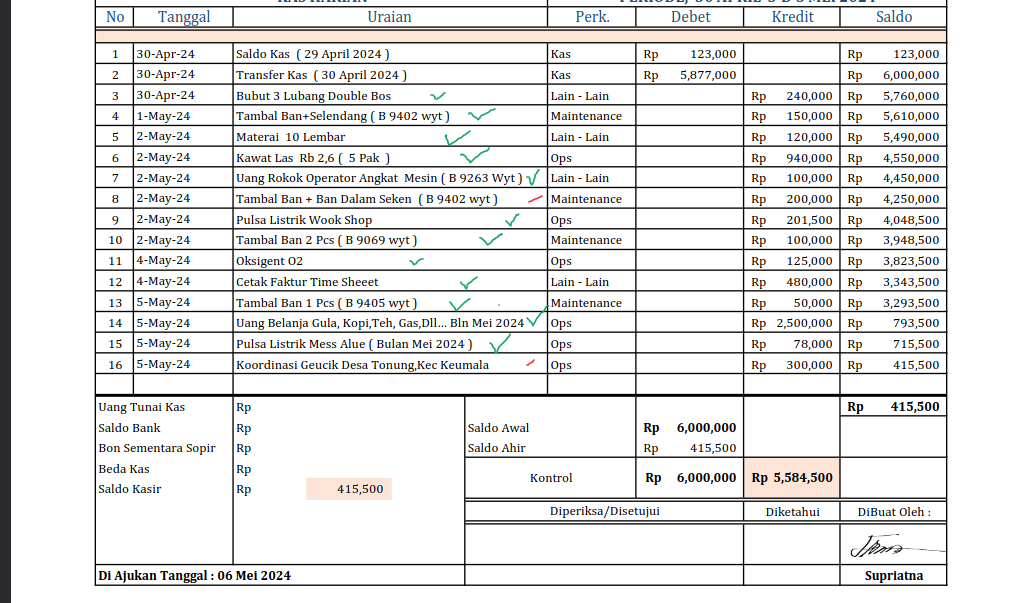 No Tanggal Uraian Perk. Debet Kredit Saldo
1 30-Apr-24 Saldo Kas ( 29 April 2024 ) Kas Rp 123,000 Rp 123,000
2 30-Apr-24 Transfer Kas ( 30 April 2024 ) Kas Rp 5,877,000 Rp 6,000,000
3 30-Apr-24 Bubut 3 Lubang Double Bos Lain - Lain Rp 240,000 Rp 5,760,000
4 1-May-24 Tambal Ban+Selendang ( B 9402 wyt ) Maintenance Rp 150,000 Rp 5,610,000
5 2-May-24 Materai 10 Lembar Lain - Lain Rp 120,000 Rp 5,490,000
6 2-May-24 Kawat Las Rb 2,6 ( 5 Pak ) Ops Rp 940,000 Rp 4,550,000
7 2-May-24 Uang Rokok Operator Angkat Mesin ( B 9263 Wyt ) Lain - Lain Rp 100,000 Rp 4,450,000
8 2-May-24 Tambal Ban + Ban Dalam Seken ( B 9402 wyt ) Maintenance Rp 200,000 Rp 4,250,000
9 2-May-24 Pulsa Listrik Wook Shop Ops Rp 201,500 Rp 4,048,500
10 2-May-24 Tambal Ban 2 Pcs ( B 9069 wyt ) Maintenance Rp 100,000 Rp 3,948,500
11 4-May-24 Oksigent O2 Ops Rp 125,000 Rp 3,823,500
12 4-May-24 Cetak Faktur Time Sheeet Lain - Lain Rp 480,000 Rp 3,343,500
13 5-May-24 Tambal Ban 1 Pcs ( B 9405 wyt ) Maintenance Rp 50,000 Rp 3,293,500
14 5-May-24 Uang Belanja Gula, Kopi,Teh, Gas,Dll... Bln Mei 2024 Ops Rp 2,500,000 Rp 793,500
15 5-May-24 Pulsa Listrik Mess Alue ( Bulan Mei 2024 ) Ops Rp 78,000 Rp 715,500
16 5-May-24 Koordinasi Geucik Desa Tonung,Kec Keumala Ops Rp 300,000 Rp 415,500
Uang Tunai Kas Rp Rp 415,500
Saldo Bank Rp Saldo Awal Rp 6,000,000
Bon Sementara Sopir Rp Saldo Ahir Rp 415,500
Beda Kas Rp
Kontrol Rp 6,000,000 Rp 5,584,500
Saldo Kasir Rp 415,500
Diperiksa/Disetujui Diketahui DiBuat Oleh :
Di Ajukan Tanggal : 06 Mei 2024 Supriatna